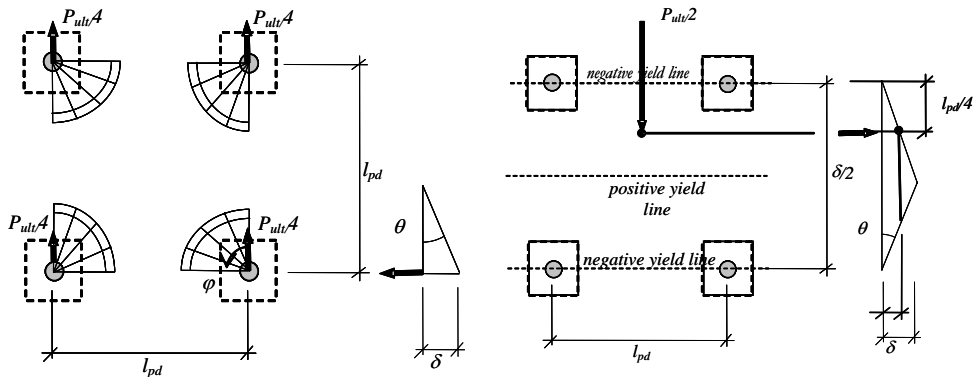 P_ult/4
P_ult/4
l_pd
P_ult/4
P_ult/4
θ
φ
δ
l_pd
P_ult/2
negative yield line
l_pd/4
δ/2
positive yield
line
θ
negative yield line
l_pd
δ